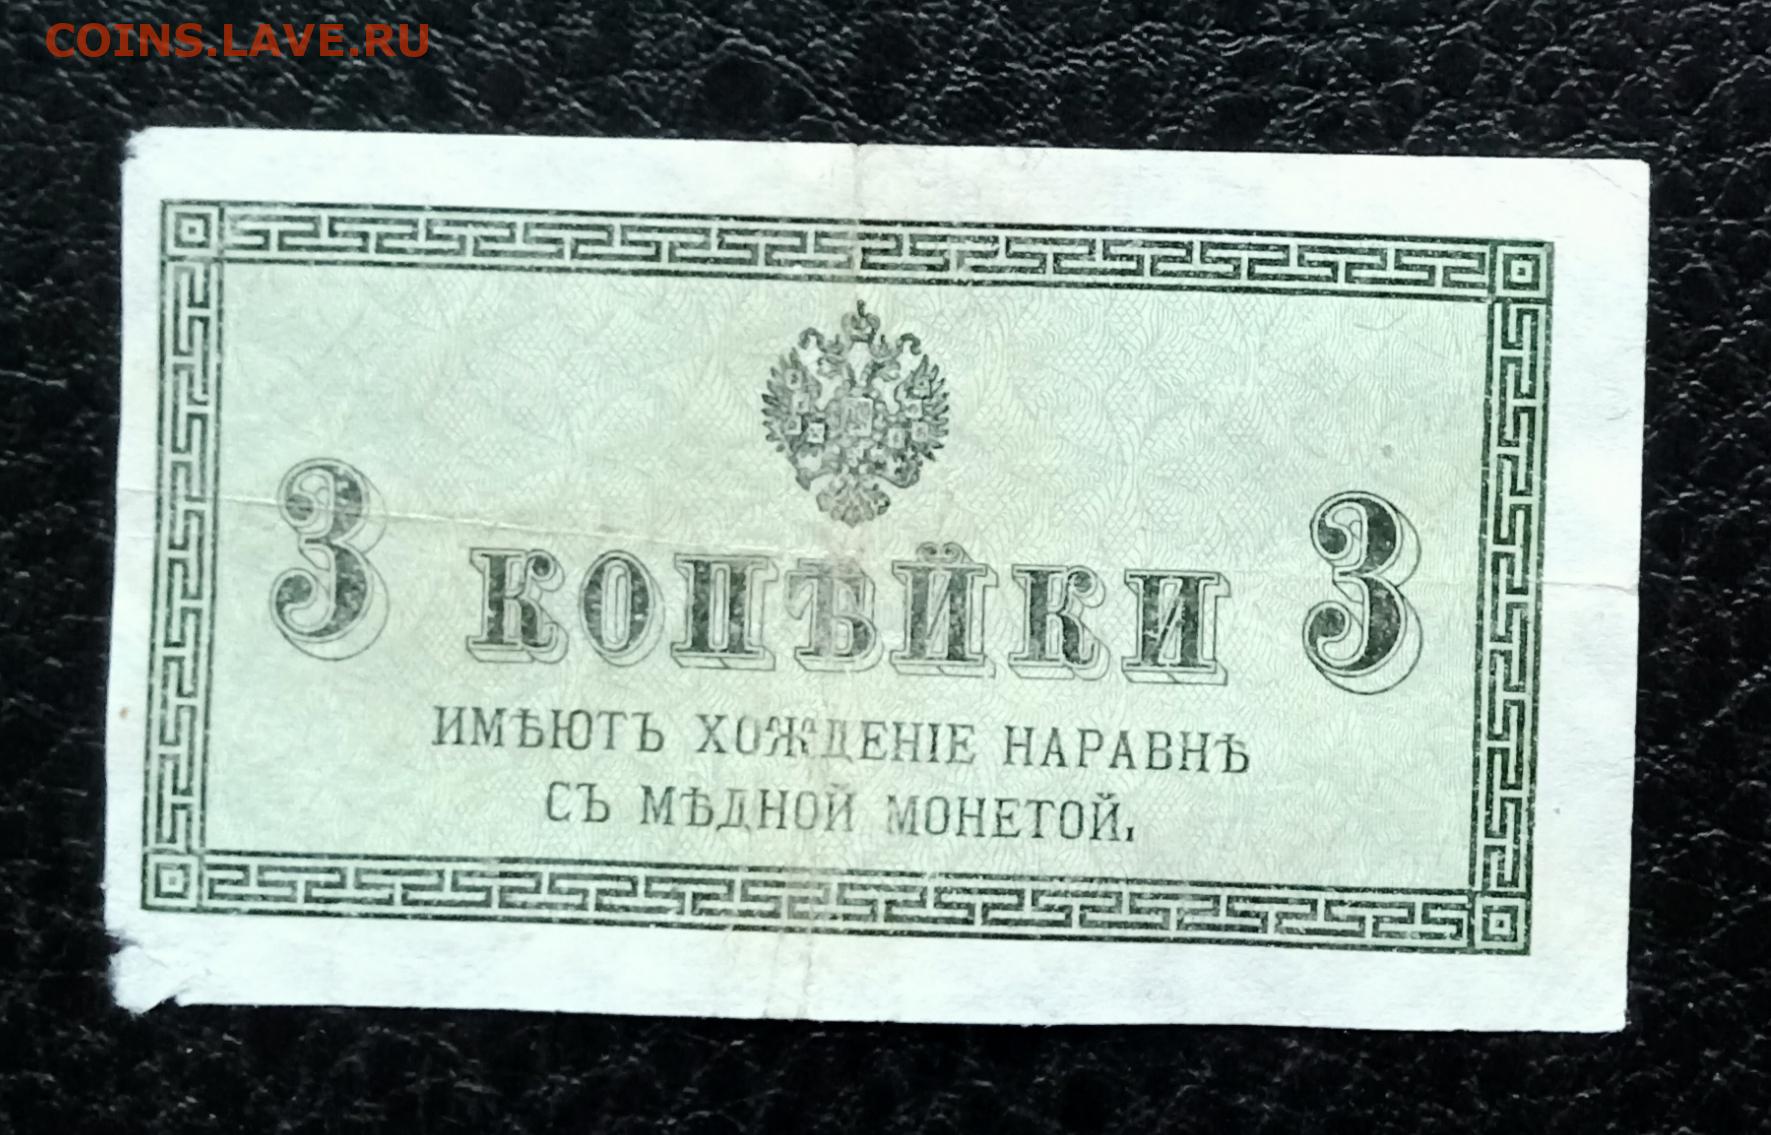 COINS.LAVE.RU
3 КОПѢЙКИ 3
ИМѢЮТЪ ХОЖДЕНІЕ НАРАВНѢ
СЪ МѢДНОЙ МОНЕТОЙ.